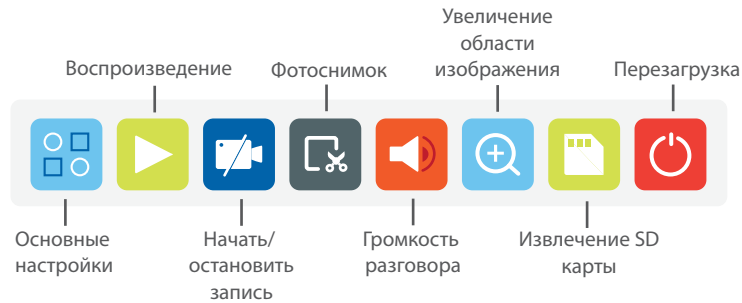 Увеличение
области
изображения
Воспроизведение
Фотоснимок
Перезагрузка
Основные
настройки
Начать/
остановить
запись
Громкость
разговора
Извлечение SD
карты